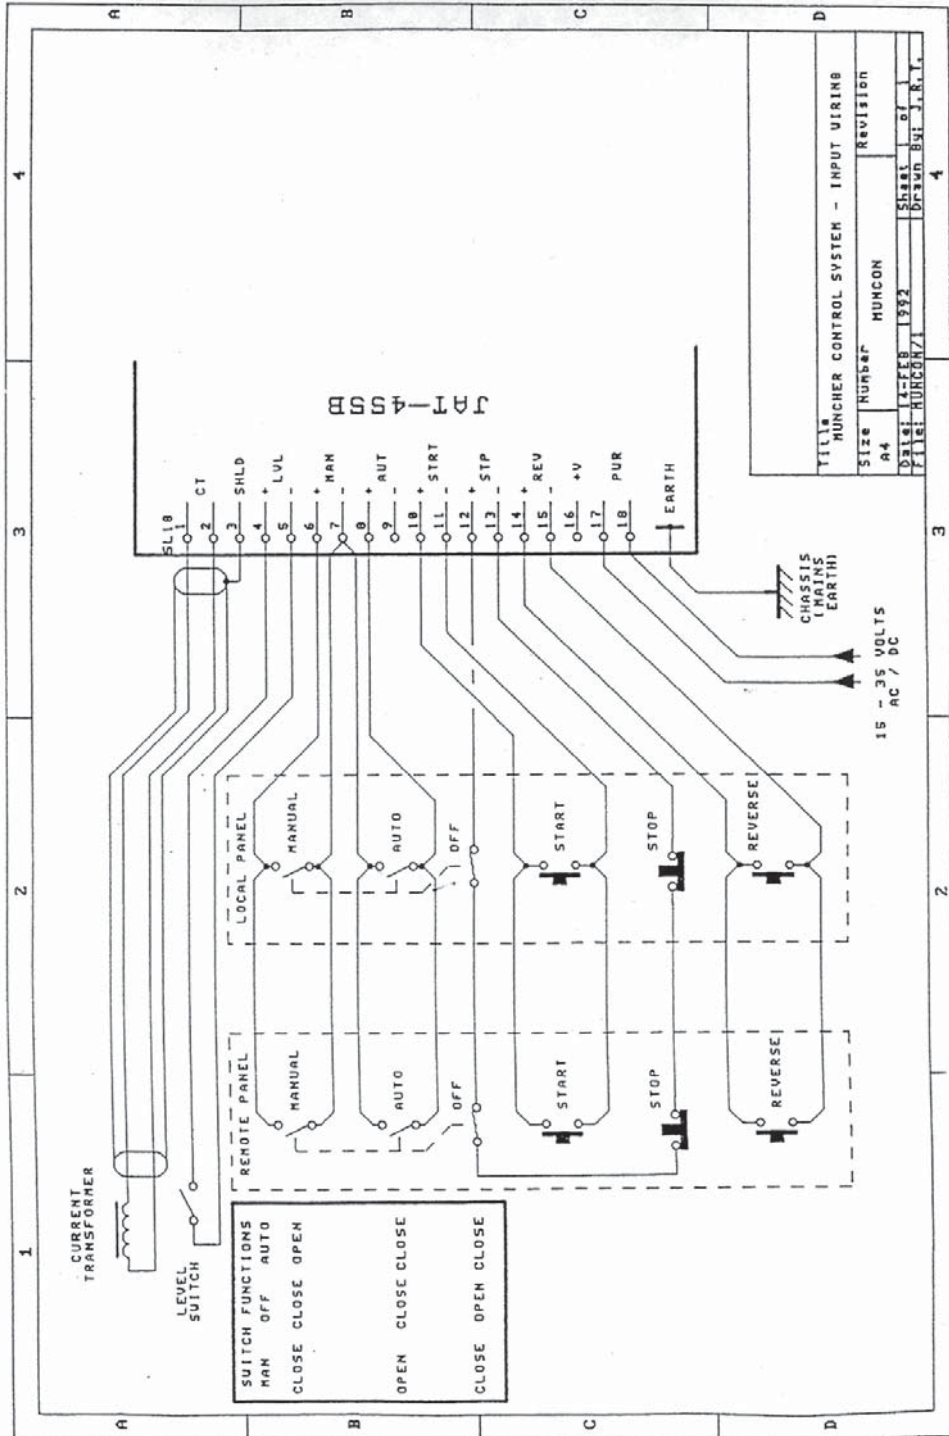 1
2
3
4
A
B
C
D
CURRENT
TRANSFORMER
LEVEL
SWITCH
SWITCH FUNCTIONS
MAN OFF AUTO
CLOSE CLOSE OPEN
OPEN CLOSE CLOSE
CLOSE OPEN CLOSE
REMOTE PANEL
MANUAL
AUTO
OFF
START
STOP
REVERSE
LOCAL PANEL
MANUAL
AUTO
OFF
START
STOP
REVERSE
SL18
1
CT
2
3 SHLD
4 +
LVL
5 -
6 +
MAN
7 -
8 +
AUT
9 -
10 +
STRT
11 -
12 +
STP
13 -
14 +
REV
15 -
16 +V
17
PWR
18
EARTH
JAT-455B
CHASSIS
(MAINS
EARTH)
15 - 35 VOLTS
AC / DC
Title
MUNCHER CONTROL SYSTEM - INPUT WIRING
Size
A4
Number
MUNCON
Revision
Date: 14-FEB 1992
Sheet 1 of 1
File: MUNCON/1
Drawn By: J.R.T.
1
2
3
4
A
B
C
D